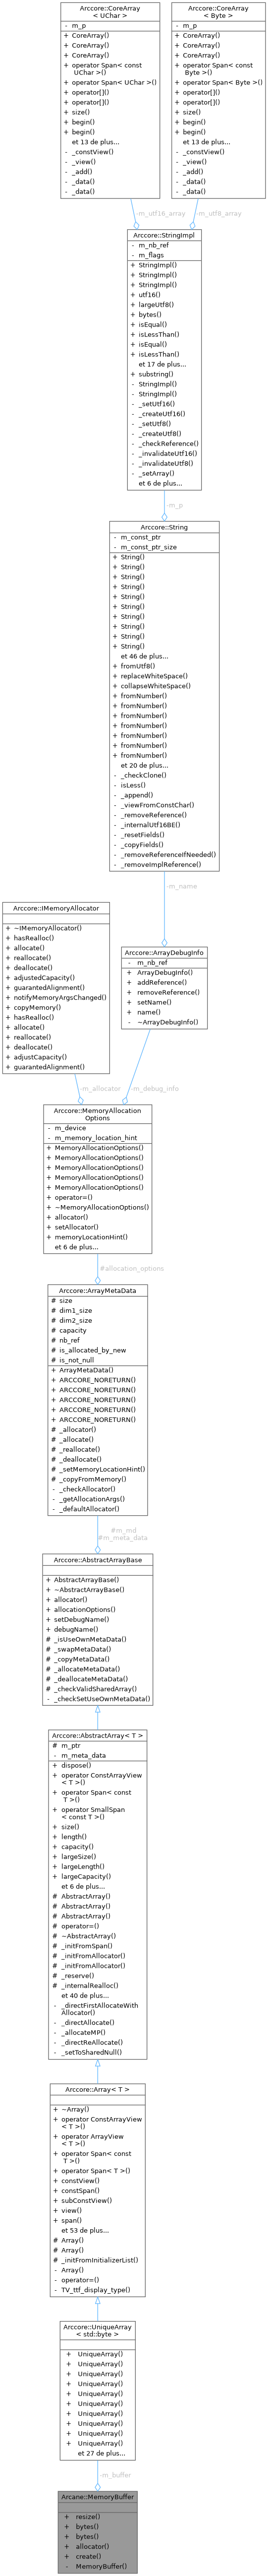 Arccore::CoreArray
< UChar >
- m_p
+ CoreArray()
+ CoreArray()
+ CoreArray()
+ operator Span< const
UChar >()
+ operator Span< UChar >()
+ operator[]()
+ operator[]()
+ size()
+ begin()
+ begin()
et 13 de plus...
- _constView()
- _view()
- _add()
- _data()
- _data()
Arccore::CoreArray
< Byte >
- m_p
+ CoreArray()
+ CoreArray()
+ CoreArray()
+ operator Span< const
Byte >()
+ operator Span< Byte >()
+ operator[]()
+ operator[]()
+ size()
+ begin()
+ begin()
et 13 de plus...
- _constView()
- _view()
- _add()
- _data()
- _data()
-m_utf16_array
-m_utf8_array
Arccore::StringImpl
- m_nb_ref
- m_flags
+ StringImpl()
+ StringImpl()
+ StringImpl()
+ utf16()
+ largeUtf8()
+ bytes()
+ isEqual()
+ isLessThan()
+ isEqual()
+ isLessThan()
et 17 de plus...
+ substring()
- StringImpl()
- StringImpl()
- _setUtf16()
- _createUtf16()
- _setUtf8()
- _createUtf8()
- _checkReference()
- _invalidateUtf16()
- _invalidateUtf8()
- _setArray()
et 6 de plus...
-m_p
Arccore::String
- m_const_ptr
- m_const_ptr_size
+ String()
+ String()
+ String()
+ String()
+ String()
+ String()
+ String()
+ String()
+ String()
+ String()
et 46 de plus...
+ fromUtf8()
+ replaceWhiteSpace()
+ collapseWhiteSpace()
+ fromNumber()
+ fromNumber()
+ fromNumber()
+ fromNumber()
+ fromNumber()
+ fromNumber()
+ fromNumber()
et 20 de plus...
- _checkClone()
- isLess()
- _append()
- _viewFromConstChar()
- _removeReference()
- _internalUtf16BE()
- _resetFields()
- _copyFields()
- _removeReferenceIfNeeded()
- _removeImplReference()
-m_name
Arccore::IMemoryAllocator
+ ~IMemoryAllocator()
+ hasRealloc()
+ allocate()
+ reallocate()
+ deallocate()
+ adjustedCapacity()
+ guarantedAlignment()
+ notifyMemoryArgsChanged()
+ copyMemory()
+ hasRealloc()
+ allocate()
+ reallocate()
+ deallocate()
+ adjustCapacity()
+ guarantedAlignment()
Arccore::ArrayDebugInfo
- m_nb_ref
+ ArrayDebugInfo()
+ addReference()
+ removeReference()
+ setName()
+ name()
- ~ArrayDebugInfo()
-m_allocator
-m_debug_info
Arccore::MemoryAllocation
Options
- m_device
- m_memory_location_hint
+ MemoryAllocationOptions()
+ MemoryAllocationOptions()
+ MemoryAllocationOptions()
+ MemoryAllocationOptions()
+ MemoryAllocationOptions()
+ operator=()
+ ~MemoryAllocationOptions()
+ allocator()
+ setAllocator()
+ memoryLocationHint()
et 6 de plus...
#allocation_options
Arccore::ArrayMetaData
# size
# dim1_size
# dim2_size
# capacity
# nb_ref
# is_allocated_by_new
# is_not_null
+ ArrayMetaData()
+ ARCCORE_NORETURN()
+ ARCCORE_NORETURN()
+ ARCCORE_NORETURN()
+ ARCCORE_NORETURN()
+ ARCCORE_NORETURN()
# _allocator()
# _allocate()
# _reallocate()
# _deallocate()
# _setMemoryLocationHint()
# _copyFromMemory()
- _checkAllocator()
- _getAllocationArgs()
- _defaultAllocator()
#m_md
#m_meta_data
Arccore::AbstractArrayBase
+ AbstractArrayBase()
+ ~AbstractArrayBase()
+ allocator()
+ allocationOptions()
+ setDebugName()
+ debugName()
# _isUseOwnMetaData()
# _swapMetaData()
# _copyMetaData()
# _allocateMetaData()
# _deallocateMetaData()
# _checkValidSharedArray()
- _checkSetUseOwnMetaData()
Arccore::AbstractArray< T >
# m_ptr
- m_meta_data
+ dispose()
+ operator ConstArrayView
< T >()
+ operator Span< const
T >()
+ operator SmallSpan
< const T >()
+ size()
+ length()
+ capacity()
+ largeSize()
+ largeLength()
+ largeCapacity()
et 6 de plus...
# AbstractArray()
# AbstractArray()
# AbstractArray()
# operator=()
# ~AbstractArray()
# _initFromSpan()
# _initFromAllocator()
# _initFromAllocator()
# _reserve()
# _internalRealloc()
et 40 de plus...
- _directFirstAllocateWith
Allocator()
- _directAllocate()
- _allocateMP()
- _directReAllocate()
- _setToSharedNull()
Arccore::Array< T >
+ ~Array()
+ operator ConstArrayView
< T >()
+ operator ArrayView
< T >()
+ operator Span< const
T >()
+ operator Span< T >()
+ constView()
+ constSpan()
+ subConstView()
+ view()
+ span()
et 53 de plus...
# Array()
# Array()
# _initFromInitializerList()
- Array()
- operator=()
- TV_ttf_display_type()
Arccore::UniqueArray
< std::byte >
+ UniqueArray()
+ UniqueArray()
+ UniqueArray()
+ UniqueArray()
+ UniqueArray()
+ UniqueArray()
+ UniqueArray()
+ UniqueArray()
+ UniqueArray()
+ UniqueArray()
et 27 de plus...
-m_buffer
Arcane::MemoryBuffer
+ resize()
+ bytes()
+ bytes()
+ allocator()
+ create()
- MemoryBuffer()